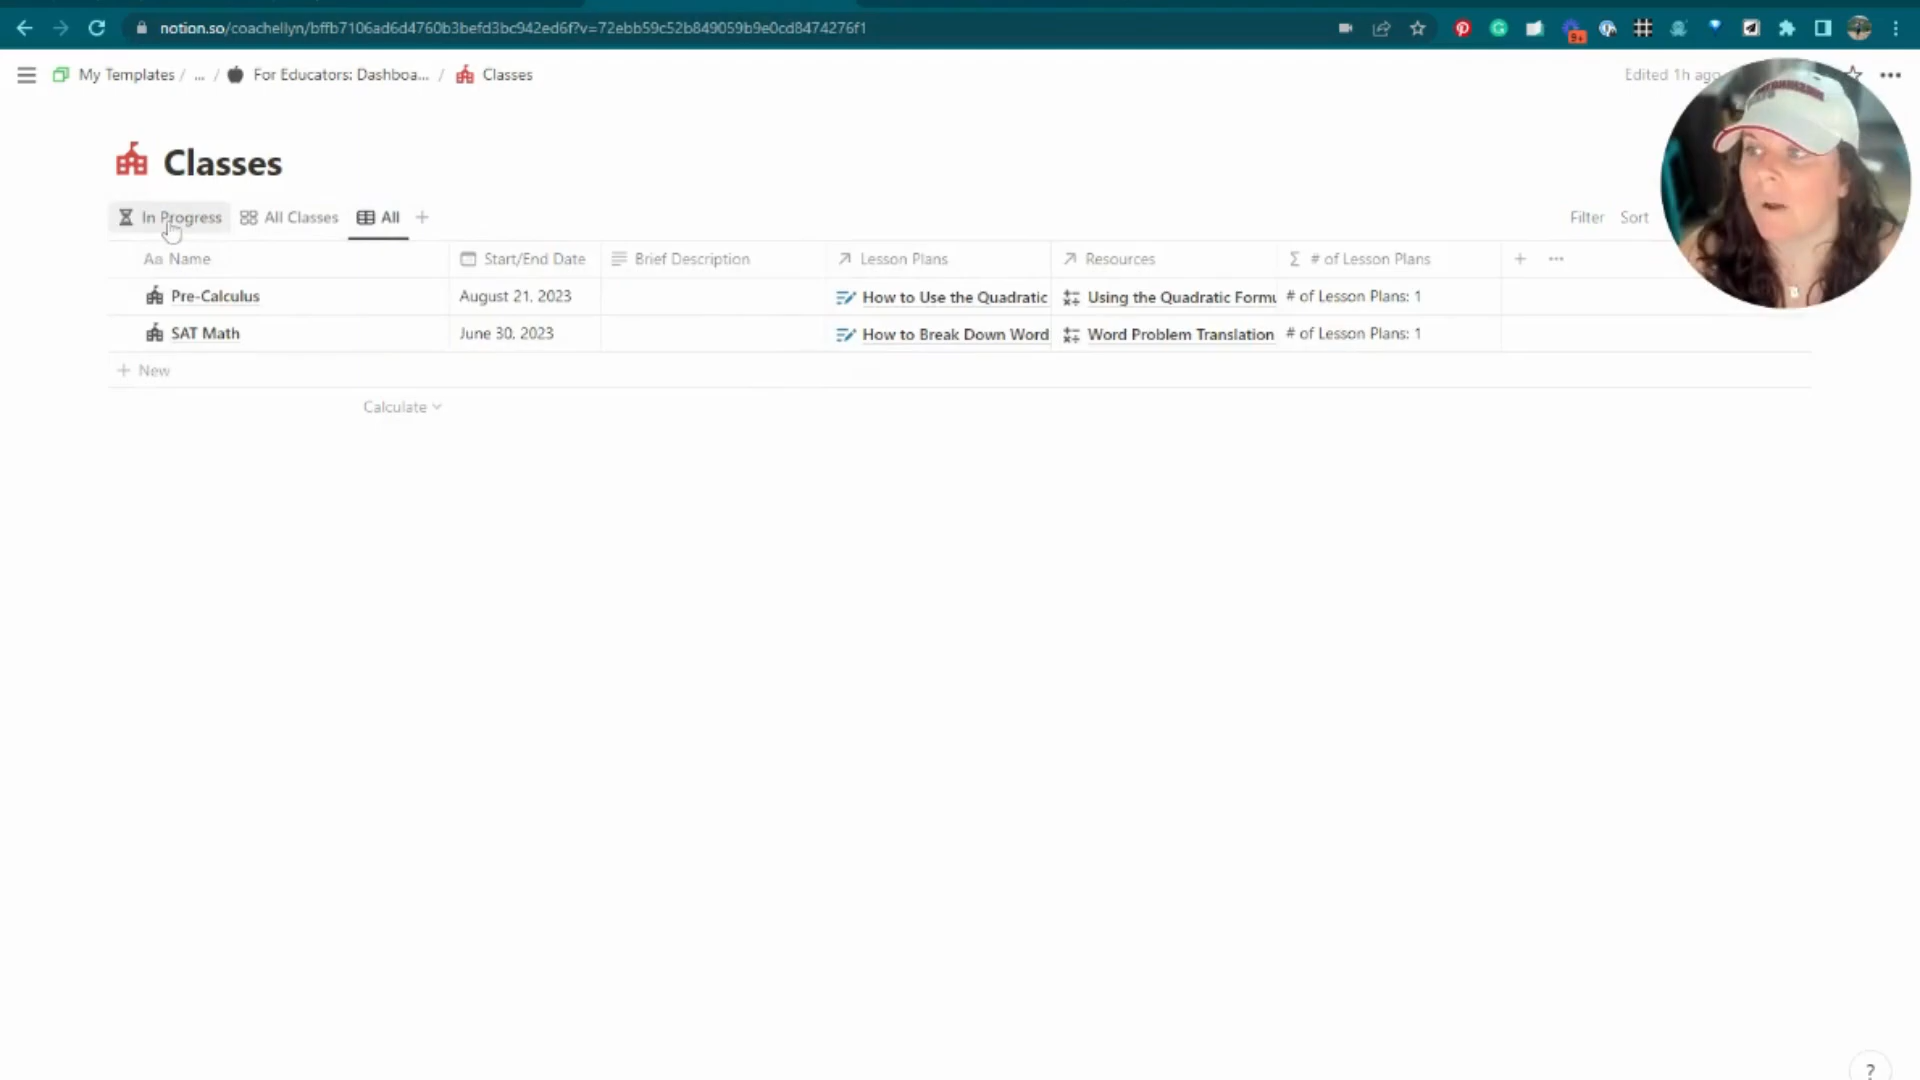 notion.so/coachellyn/bffb7106ad6d4760b3befd3bc942ed6f?v=72ebb59c52b849059b9e0cd8474276f1
9+
My Templates / ... / For Educators: Dashboa... / Classes
Edited 1h ago
Classes
In Progress All Classes All
Filter Sort
Aa Name Start/End Date Brief Description Lesson Plans Resources Σ # of Lesson Plans
Pre-Calculus August 21, 2023 How to Use the Quadratic Using the Quadratic Formu # of Lesson Plans: 1
SAT Math June 30, 2023 How to Break Down Word Word Problem Translation # of Lesson Plans: 1
+ New
Calculate
?